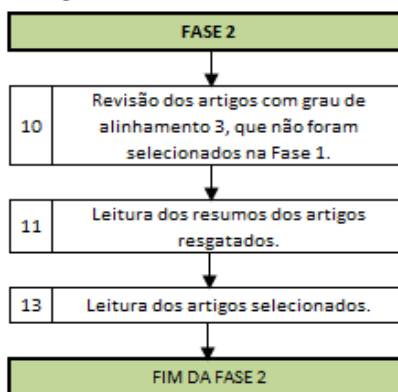 FASE 2
10
Revisão dos artigos com grau de
alinhamento 3, que não foram
selecionados na Fase 1.
11
Leitura dos resumos dos artigos
resgatados.
13
Leitura dos artigos selecionados.
FIM DA FASE 2